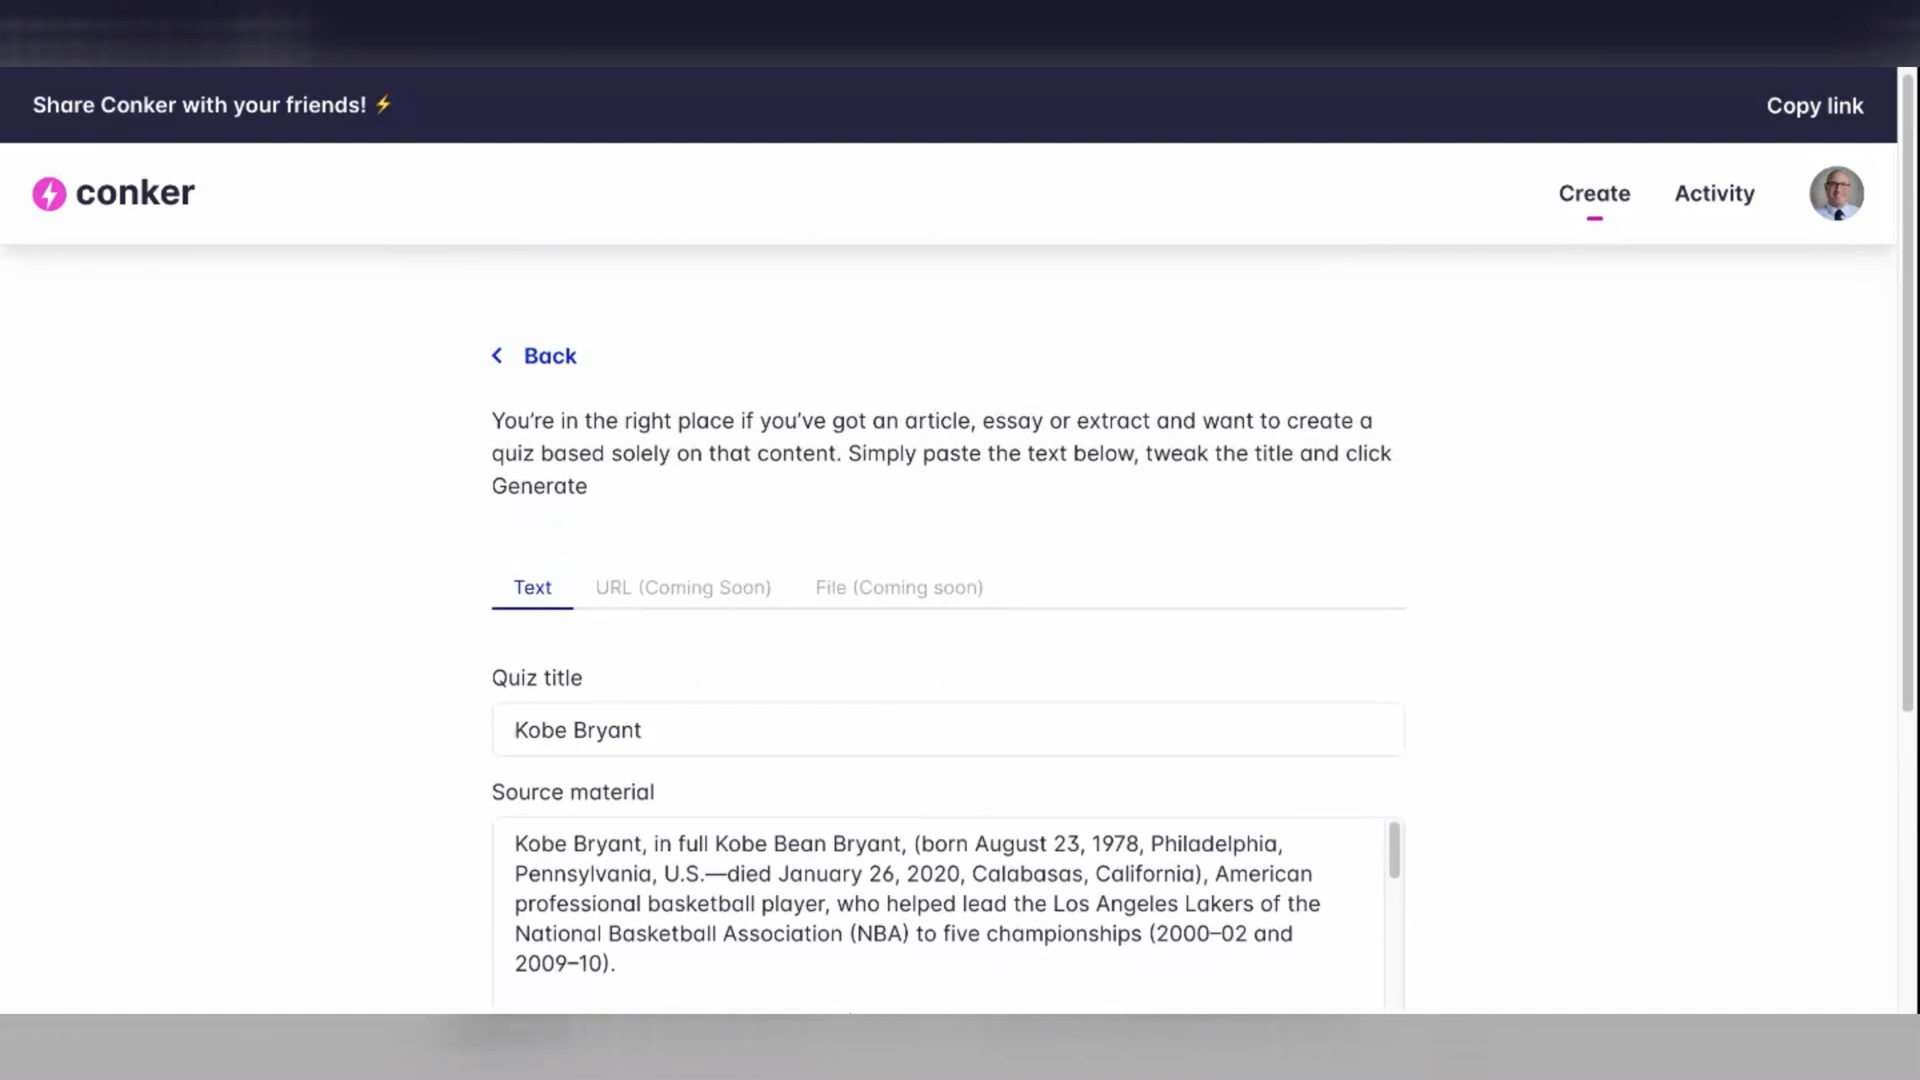 Share Conker with your friends! ⚡
Copy link
conker
Create
Activity
Back
You’re in the right place if you’ve got an article, essay or extract and want to create a
quiz based solely on that content. Simply paste the text below, tweak the title and click
Generate
Text
URL (Coming Soon)
File (Coming soon)
Quiz title
Kobe Bryant
Source material
Kobe Bryant, in full Kobe Bean Bryant, (born August 23, 1978, Philadelphia,
Pennsylvania, U.S.—died January 26, 2020, Calabasas, California), American
professional basketball player, who helped lead the Los Angeles Lakers of the
National Basketball Association (NBA) to five championships (2000–02 and
2009–10).